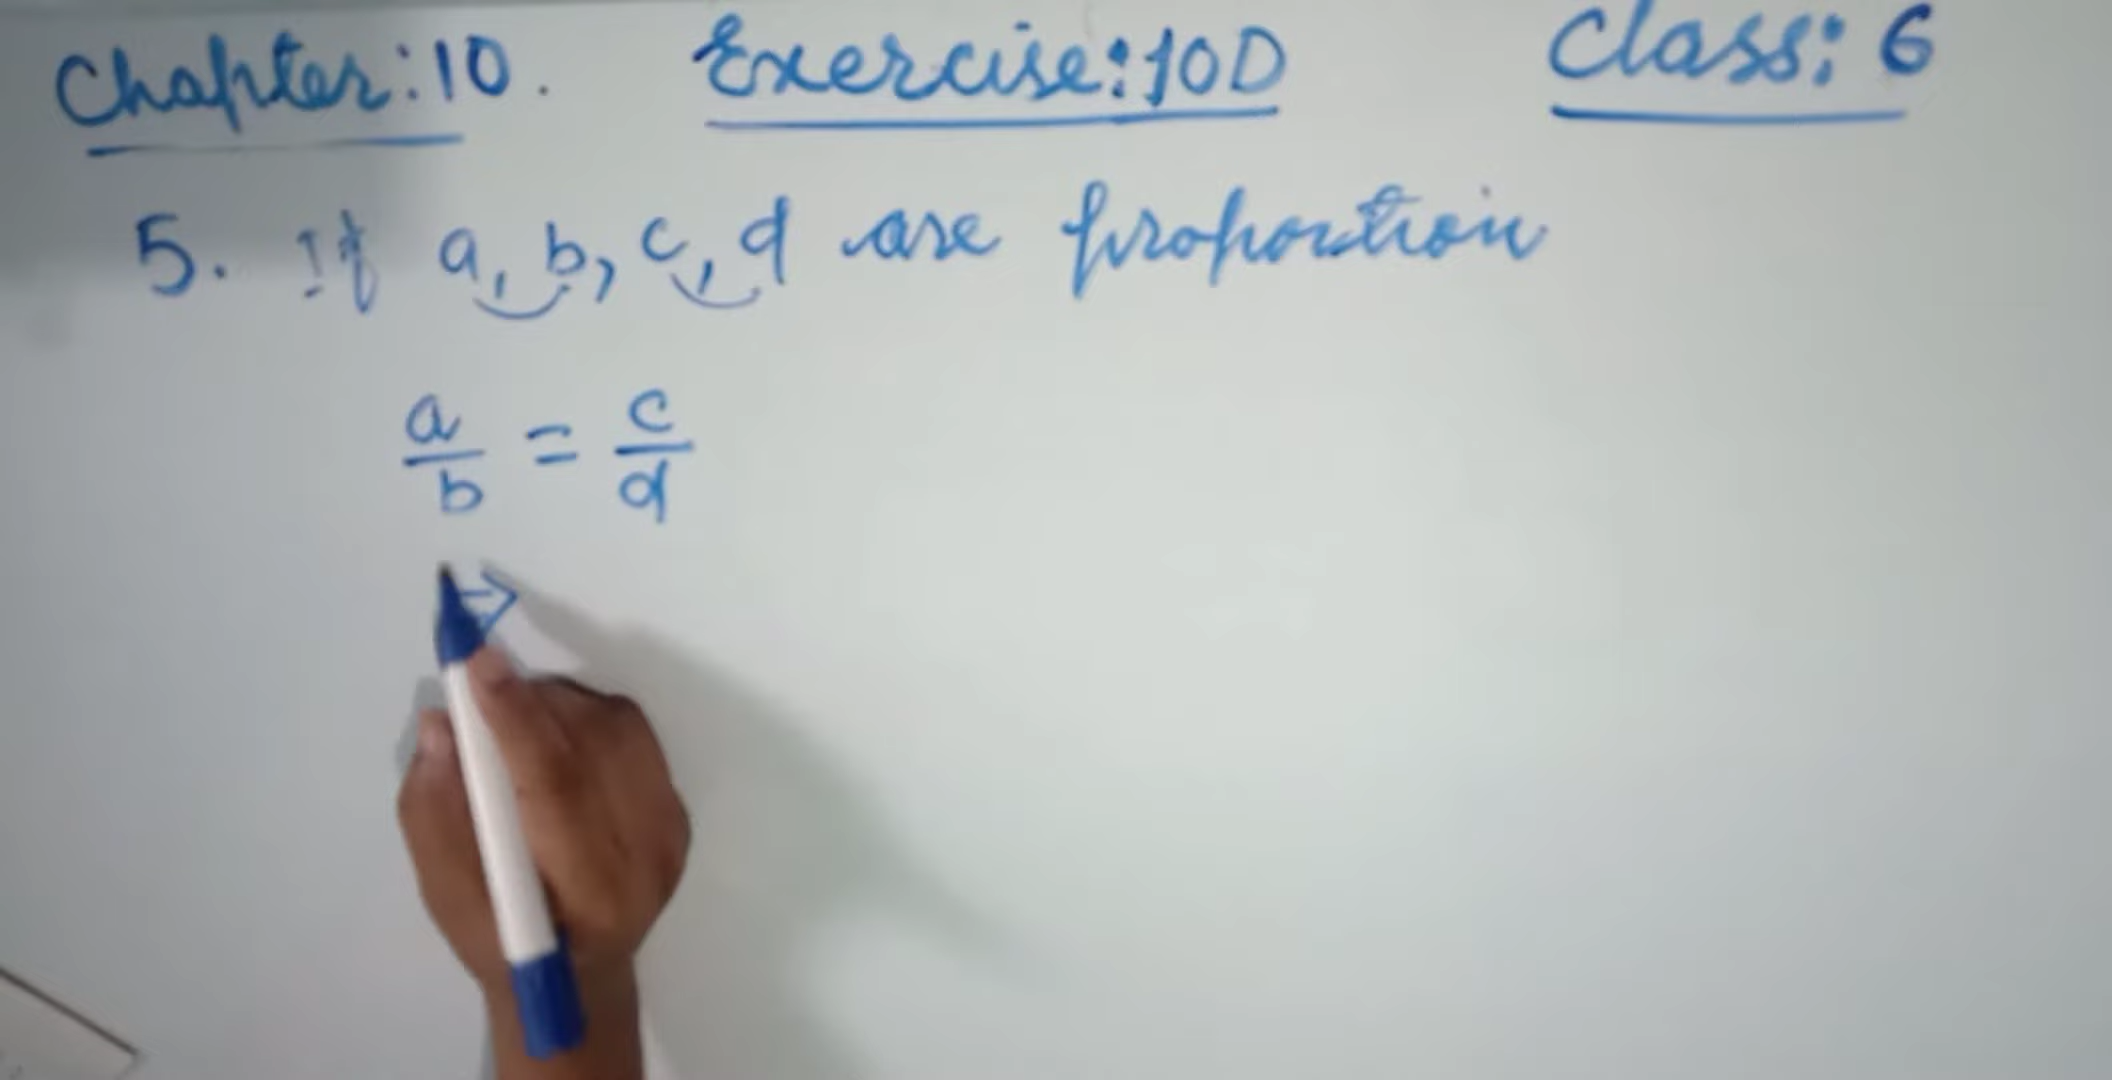 Chapter:10. Exercise:10D Class: 6
5. If a, b, c, d are proportion
a/b = c/d
⇒